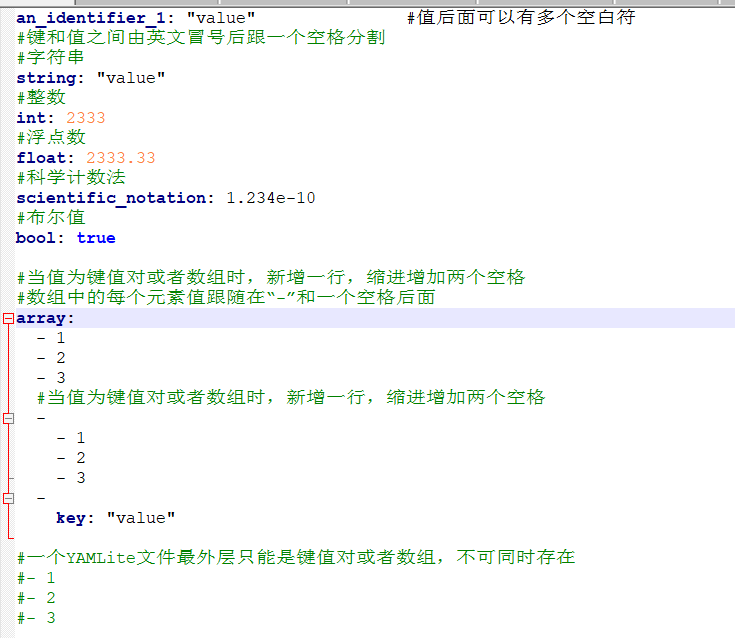 an_identifier_1: "value"               #值后面可以有多个空白符
#键和值之间由英文冒号后跟一个空格分割
#字符串
string: "value"
#整数
int: 2333
#浮点数
float: 2333.33
#科学计数法
scientific_notation: 1.234e-10
#布尔值
bool: true
#当值为键值对或者数组时，新增一行，缩进增加两个空格
#数组中的每个元素值跟随在“-”和一个空格后面
array:
  - 1
  - 2
  - 3
  #当值为键值对或者数组时，新增一行，缩进增加两个空格
  -
    - 1
    - 2
    - 3
  -
    key: "value"
#一个YAMLite文件最外层只能是键值对或者数组，不可同时存在
#- 1
#- 2
#- 3